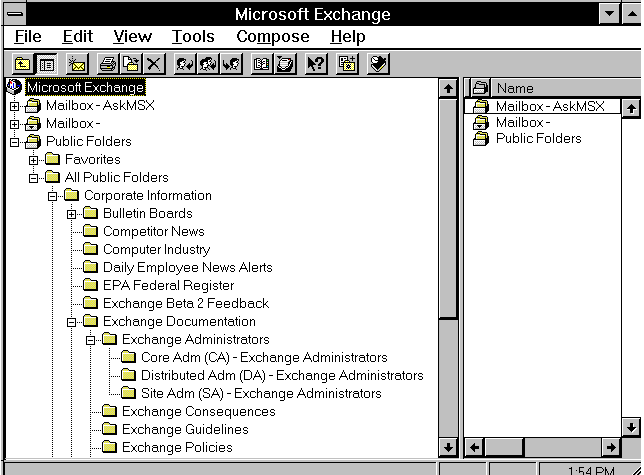 Microsoft Exchange
File Edit View Tools Compose Help
Microsoft Exchange
Mailbox - AskMSX
Mailbox -
Public Folders
Favorites
All Public Folders
Corporate Information
Bulletin Boards
Competitor News
Computer Industry
Daily Employee News Alerts
EPA Federal Register
Exchange Beta 2 Feedback
Exchange Documentation
Exchange Administrators
Core Adm (CA) - Exchange Administrators
Distributed Adm (DA) - Exchange Administrators
Site Adm (SA) - Exchange Administrators
Exchange Consequences
Exchange Guidelines
Exchange Policies
Name
Mailbox - AskMSX
Mailbox -
Public Folders
1:54 PM